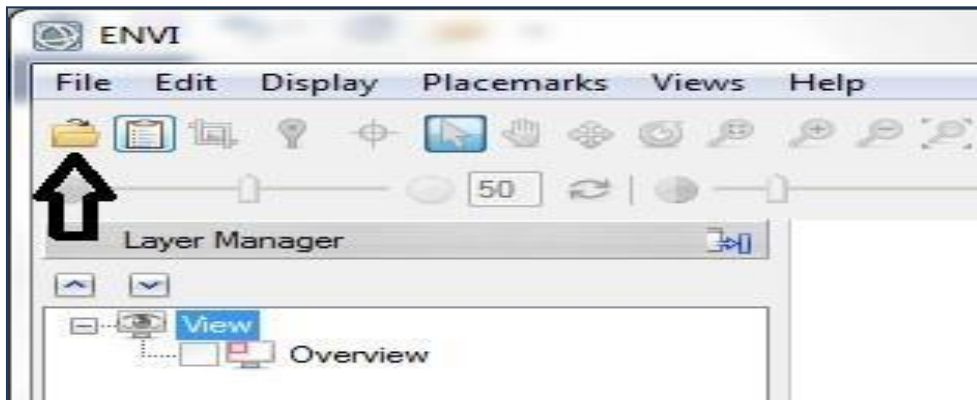 ENVI
File Edit Display Placemarks Views Help
50
Layer Manager
View
Overview